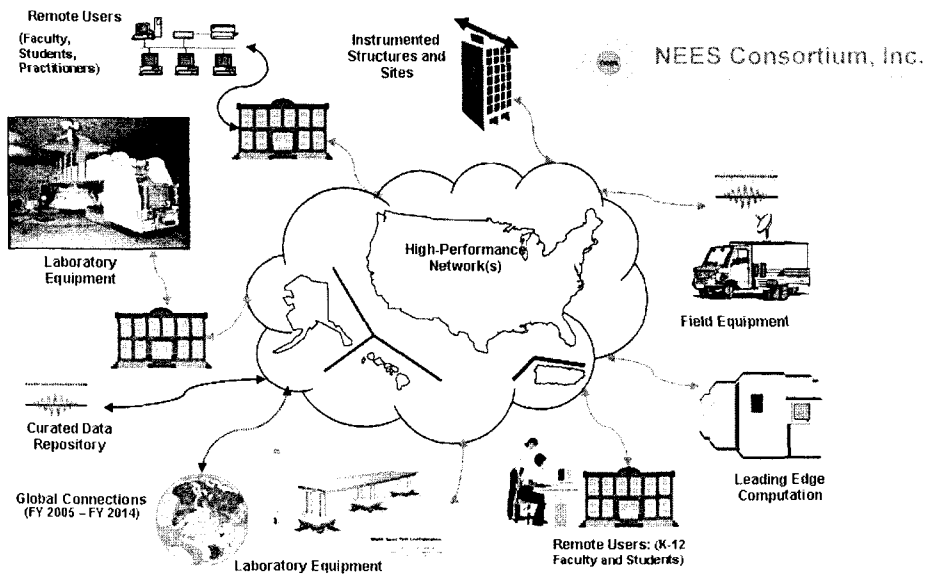 Remote Users
(Faculty,
Students,
Practitioners)
Instrumented
Structures and
Sites
NEES Consortium, Inc.
High-Performance
Network(s)
Laboratory
Equipment
Field Equipment
Curated Data
Repository
Leading Edge
Computation
Global Connections
(FY 2005 – FY 2014)
Laboratory Equipment
Remote Users: (K-12
Faculty and Students)